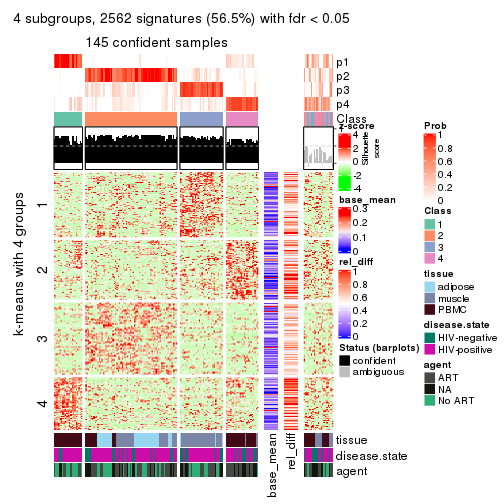 4 subgroups, 2562 signatures (56.5%) with fdr < 0.05
145 confident samples
p1
p2
p3
p4
Class
Silhouette
score
k-means with 4 groups
1
2
3
4
tissue
disease.state
agent
base_mean
rel_diff
z-score
4
2
0
-2
-4
base_mean
0.3
0.2
0.1
0
rel_diff
1
0.8
0.6
0.4
0.2
0
Status (barplots)
confident
ambiguous
Prob
1
0.8
0.6
0.4
0.2
0
Class
1
2
3
4
tissue
adipose
muscle
PBMC
disease.state
HIV-negative
HIV-positive
agent
ART
NA
No ART